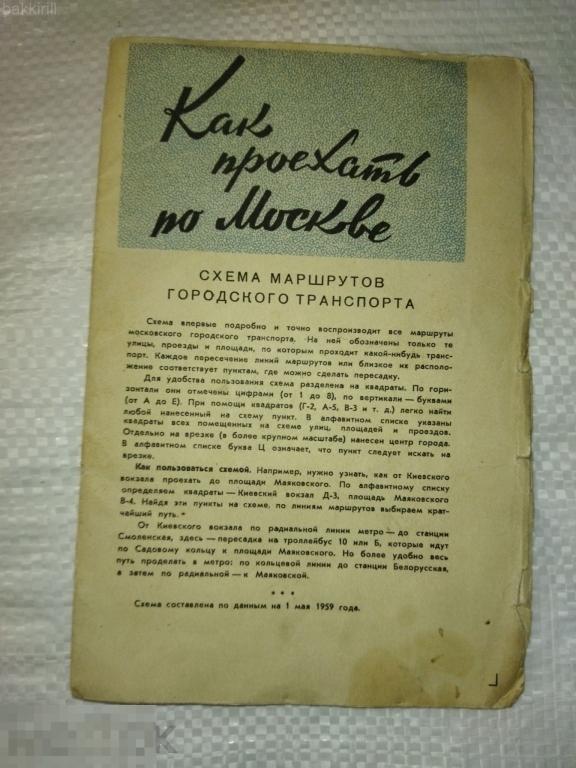 bakkirill
Как
проехать
по Москве
СХЕМА МАРШРУТОВ
ГОРОДСКОГО ТРАНСПОРТА
Схема впервые подробно и точно воспроизводит все маршруты
московского городского транспорта. На ней обозначены только те
улицы, проезды и площади, по которым проходит какой-нибудь транс-
порт. Каждое пересечение линий маршрутов или близкое их располо-
жение соответствует пунктам, где можно сделать пересадку.
Для удобства пользования схема разделена на квадраты. По гори-
зонтали они отмечены цифрами (от 1 до 8), по вертикали — буквами
(от А до Е). При помощи квадратов (Г-2, А-5, В-3 и т. д.) легко найти
любой нанесенный на схему пункт. В алфавитном списке указаны
квадраты всех помещенных на схеме улиц, площадей и проездов.
Отдельно на врезке (в более крупном масштабе) нанесен центр города.
В алфавитном списке буква Ц означает, что пункт следует искать на
врезке.
Как пользоваться схемой. Например, нужно узнать, как от Киевского
вокзала проехать до площади Маяковского. По алфавитному списку
определяем квадраты — Киевский вокзал Д-3, площадь Маяковского
В-4. Найдя эти пункты на схеме, по линиям маршрутов выбираем крат-
чайший путь.*
От Киевского вокзала по радиальной линии метро — до станции
Смоленская, здесь — пересадка на троллейбус 10 или Б, которые идут
по Садовому кольцу к площади Маяковского. Но более удобно весь
путь проделать в метро: по кольцевой линии до станции Белорусская,
а затем по радиальной — к Маяковской.
* * *
Схема составлена по данным на 1 мая 1959 года.